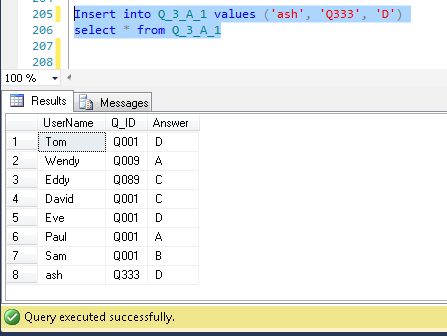 205 Insert into Q_3_A_1 values ('ash', 'Q333', 'D')
206 select * from Q_3_A_1
207
208
100 %
Results Messages
UserName Q_ID Answer
1 Tom Q001 D
2 Wendy Q009 A
3 Eddy Q089 C
4 David Q001 C
5 Eve Q001 D
6 Paul Q001 A
7 Sam Q001 B
8 ash Q333 D
Query executed successfully.